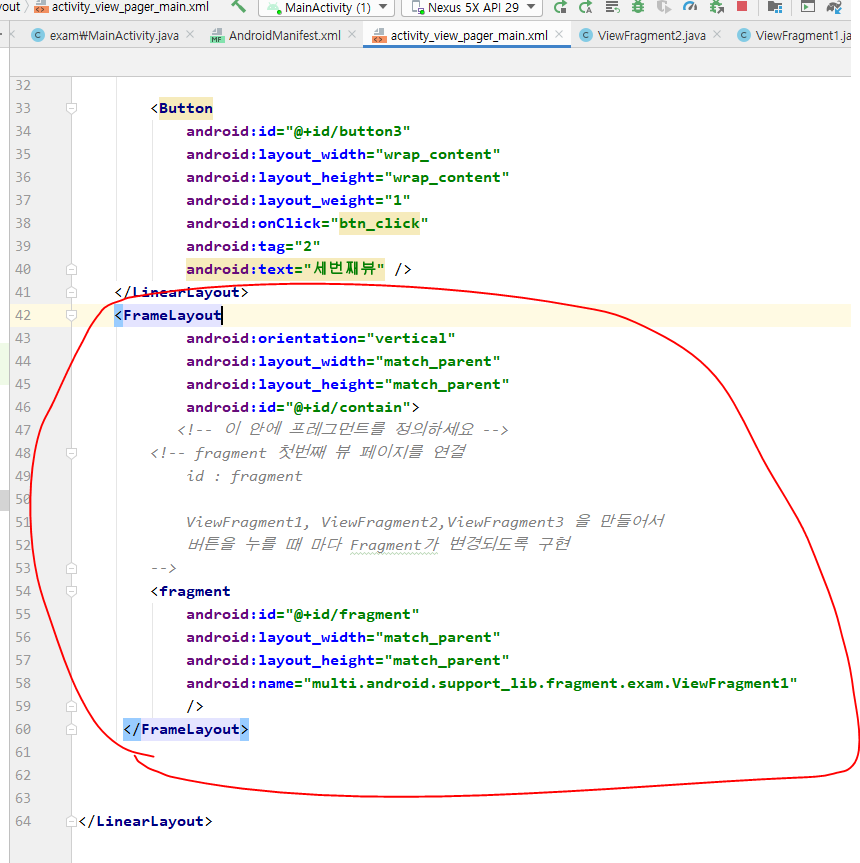 yout
activity_view_pager_main.xml
MainActivity (1)
Nexus 5X API 29
exam₩MainActivity.java
AndroidManifest.xml
activity_view_pager_main.xml
ViewFragment2.java
ViewFragment1.ja
32
33 <Button
34 android:id="@+id/button3"
35 android:layout_width="wrap_content"
36 android:layout_height="wrap_content"
37 android:layout_weight="1"
38 android:onClick="btn_click"
39 android:tag="2"
40 android:text="세번째뷰" />
41 </LinearLayout>
42 <FrameLayout
43 android:orientation="vertical"
44 android:layout_width="match_parent"
45 android:layout_height="match_parent"
46 android:id="@+id/contain">
47 <!-- 이 안에 프레그먼트를 정의하세요 -->
48 <!-- fragment 첫번째 뷰 페이지를 연결
49 id : fragment
50
51 ViewFragment1, ViewFragment2,ViewFragment3 을 만들어서
52 버튼을 누를 때 마다 Fragment가 변경되도록 구현
53 -->
54 <fragment
55 android:id="@+id/fragment"
56 android:layout_width="match_parent"
57 android:layout_height="match_parent"
58 android:name="multi.android.support_lib.fragment.exam.ViewFragment1"
59 />
60 </FrameLayout>
61
62
63
64 </LinearLayout>